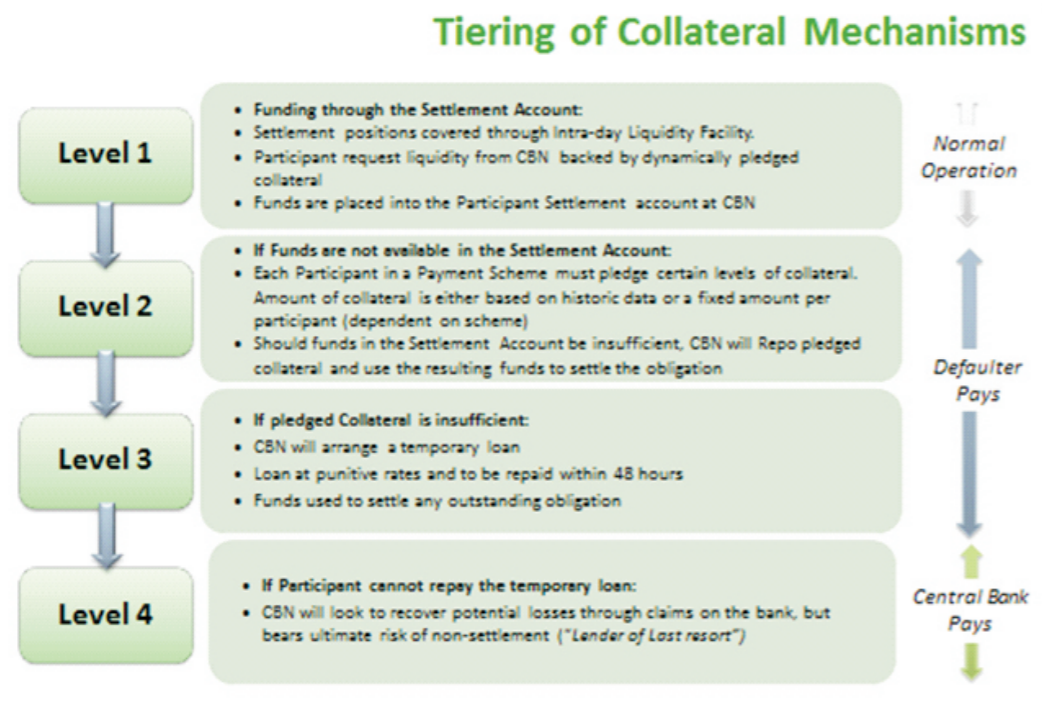 Tiering of Collateral Mechanisms
Level 1
• Funding through the Settlement Account:
• Settlement positions covered through Intra-day Liquidity Facility.
• Participant request liquidity from CBN backed by dynamically pledged
collateral
• Funds are placed into the Participant Settlement account at CBN
Normal
Operation
Level 2
• If Funds are not available in the Settlement Account:
• Each Participant in a Payment Scheme must pledge certain levels of collateral.
Amount of collateral is either based on historic data or a fixed amount per
participant (dependent on scheme)
• Should funds in the Settlement Account be insufficient, CBN will Repo pledged
collateral and use the resulting funds to settle the obligation
Defaulter
Pays
Level 3
• If pledged Collateral is insufficient:
• CBN will arrange a temporary loan
• Loan at punitive rates and to be repaid within 48 hours
• Funds used to settle any outstanding obligation
Level 4
• If Participant cannot repay the temporary loan:
• CBN will look to recover potential losses through claims on the bank, but
bears ultimate risk of non-settlement ("Lender of Last resort")
Central Bank
Pays